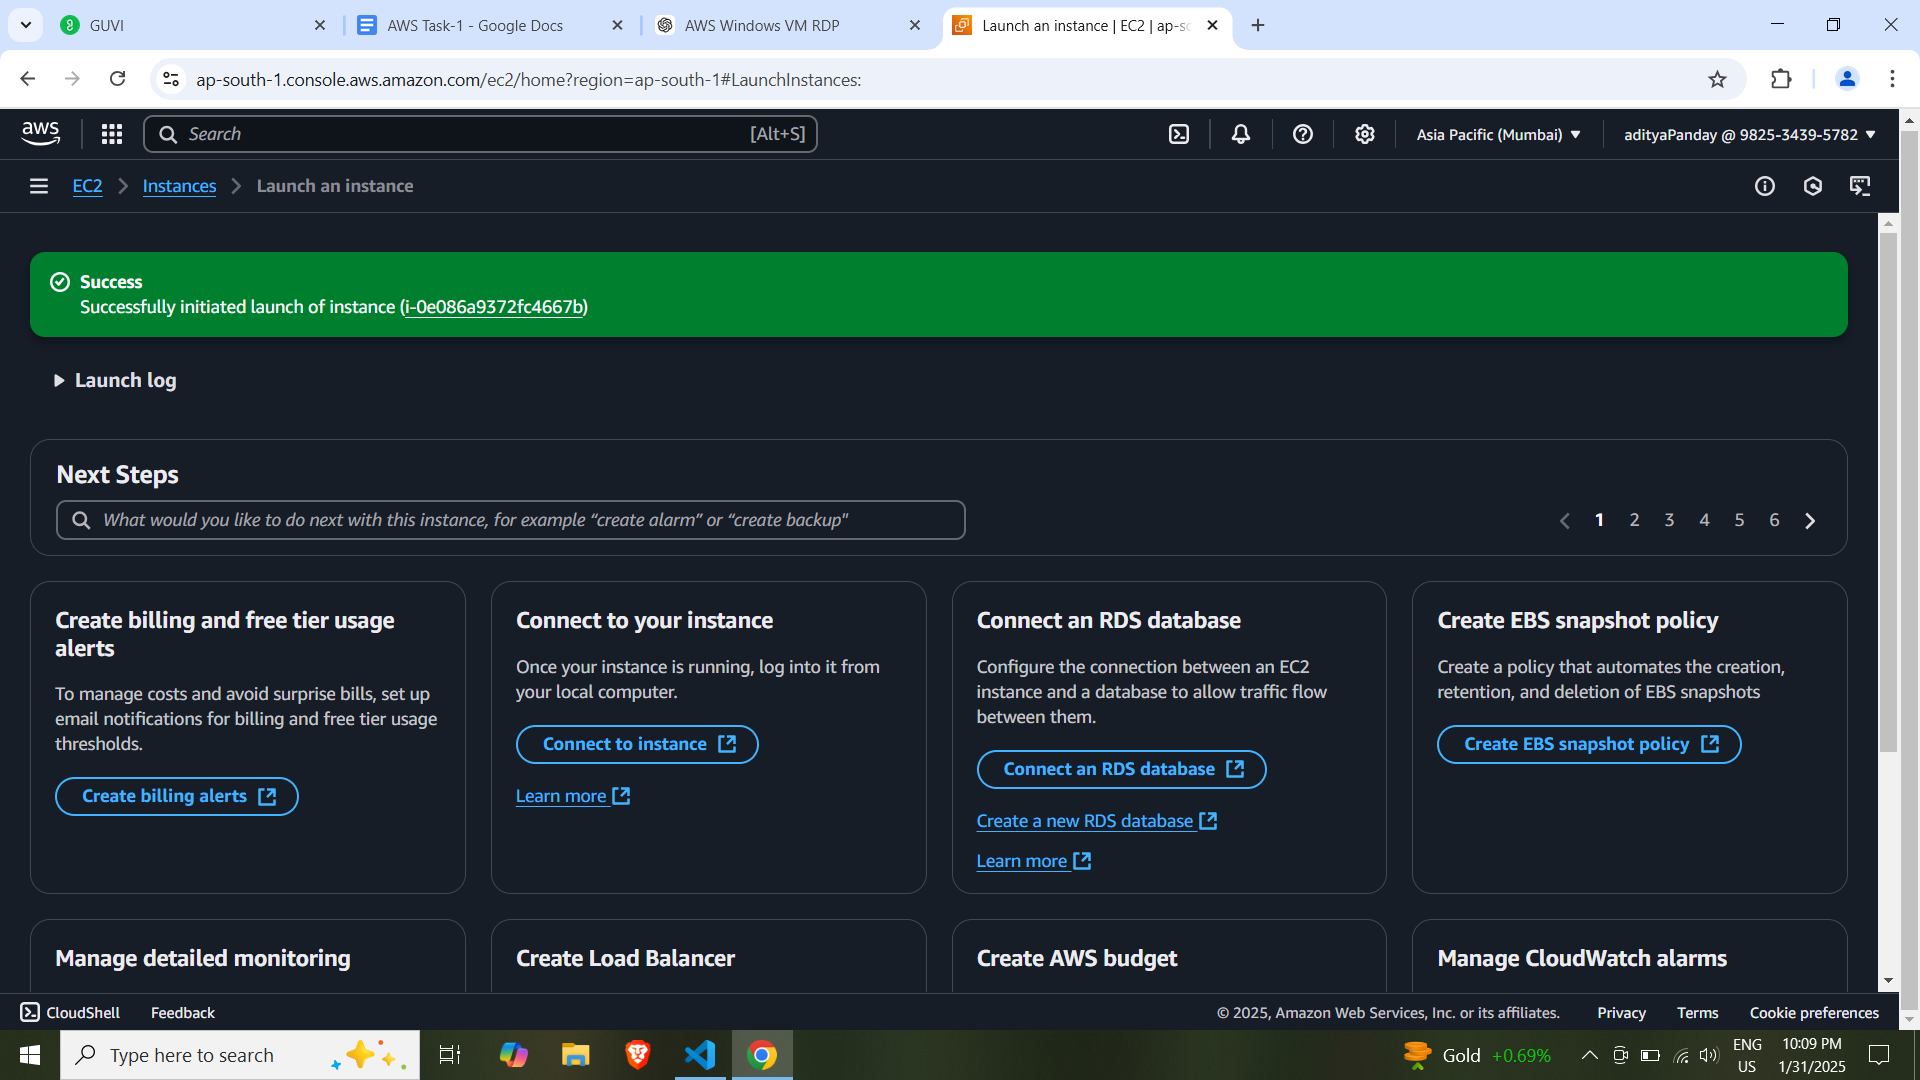 GUVI
AWS Task-1 - Google Docs
AWS Windows VM RDP
Launch an instance | EC2 | ap-so
ap-south-1.console.aws.amazon.com/ec2/home?region=ap-south-1#LaunchInstances:
aws
Search
[Alt+S]
Asia Pacific (Mumbai)
adityaPanday @ 9825-3439-5782
EC2
Instances
Launch an instance
Success
Successfully initiated launch of instance (i-0e086a9372fc4667b)
Launch log
Next Steps
What would you like to do next with this instance, for example “create alarm” or “create backup"
1 2 3 4 5 6
Create billing and free tier usage
alerts
To manage costs and avoid surprise bills, set up
email notifications for billing and free tier usage
thresholds.
Create billing alerts
Connect to your instance
Once your instance is running, log into it from
your local computer.
Connect to instance
Learn more
Connect an RDS database
Configure the connection between an EC2
instance and a database to allow traffic flow
between them.
Connect an RDS database
Create a new RDS database
Learn more
Create EBS snapshot policy
Create a policy that automates the creation,
retention, and deletion of EBS snapshots
Create EBS snapshot policy
Manage detailed monitoring
Create Load Balancer
Create AWS budget
Manage CloudWatch alarms
CloudShell
Feedback
© 2025, Amazon Web Services, Inc. or its affiliates.
Privacy
Terms
Cookie preferences
Type here to search
Gold +0.69%
ENG
US
10:09 PM
1/31/2025